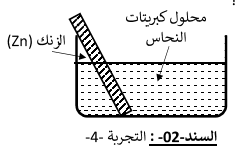 محلول كبريتات
النحاس
الزنك (Zn)
السند-02- : التجربة -4-